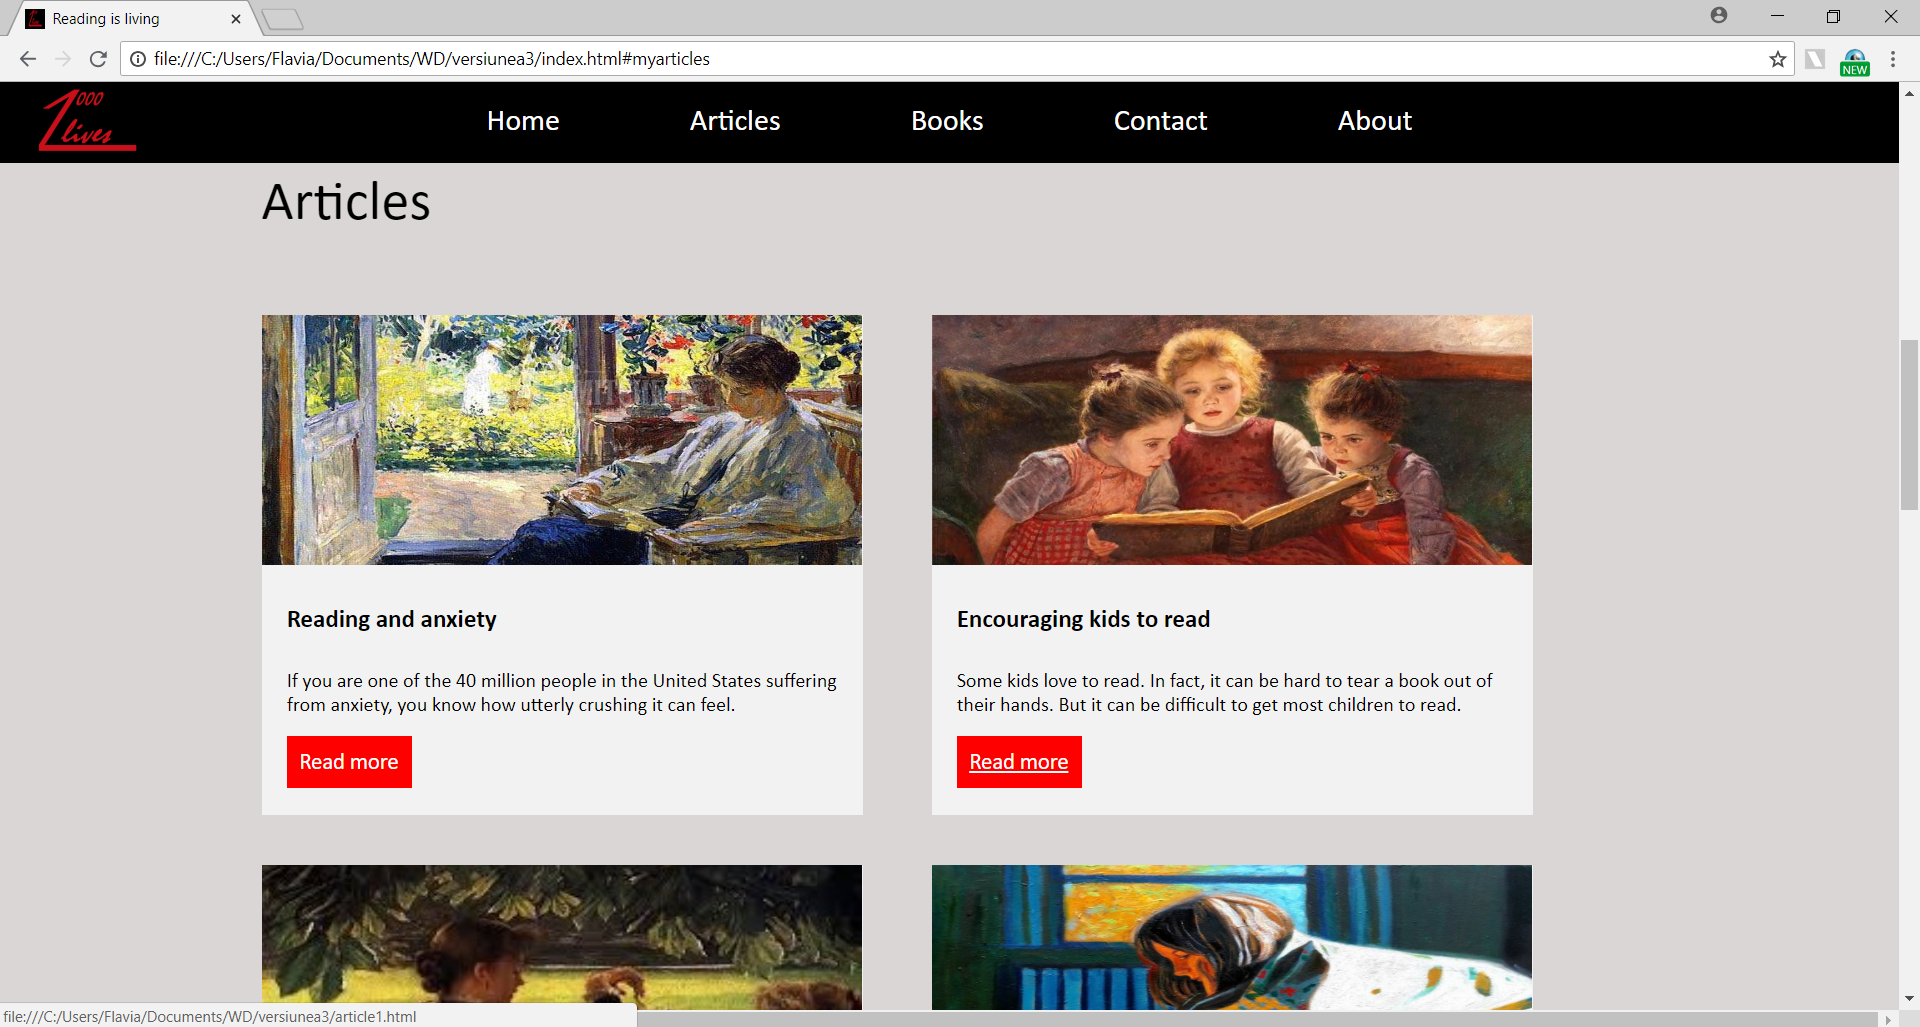 Reading is living
file:///C:/Users/Flavia/Documents/WD/versiunea3/index.html#myarticles
NEW
1000
lives
Home
Articles
Books
Contact
About
Articles
Reading and anxiety
If you are one of the 40 million people in the United States suffering
from anxiety, you know how utterly crushing it can feel.
Read more
Encouraging kids to read
Some kids love to read. In fact, it can be hard to tear a book out of
their hands. But it can be difficult to get most children to read.
Read more
file:///C:/Users/Flavia/Documents/WD/versiunea3/article1.html